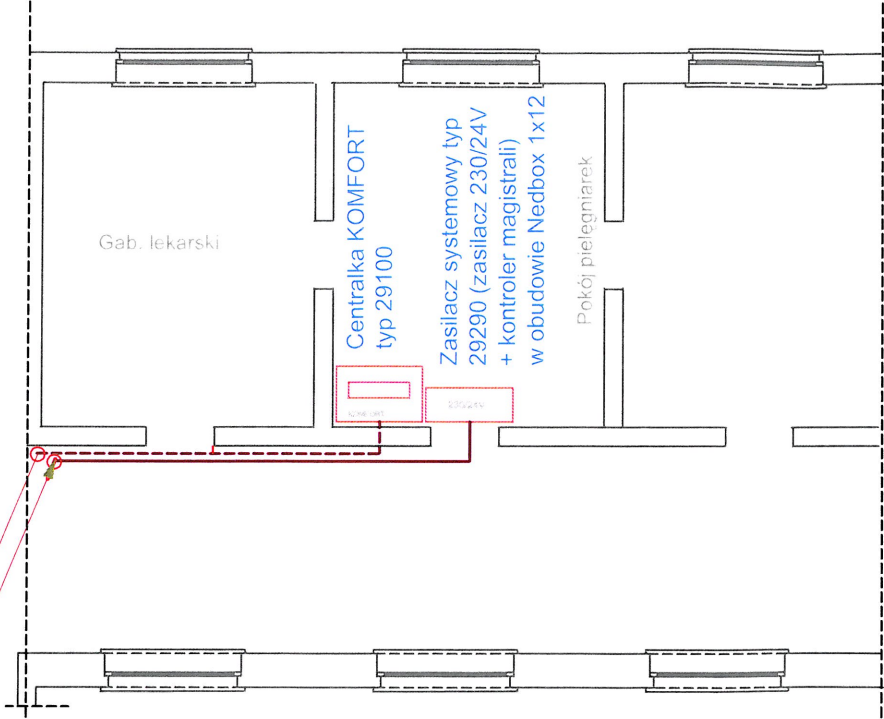 Gab. lekarski
Centralka KOMFORT
typ 29100
Zasilacz systemowy typ
29290 (zasilacz 230/24V
+ kontroler magistrali)
w obudowie Nedbox 1x12
Pokój pielęgniarek
230/24V